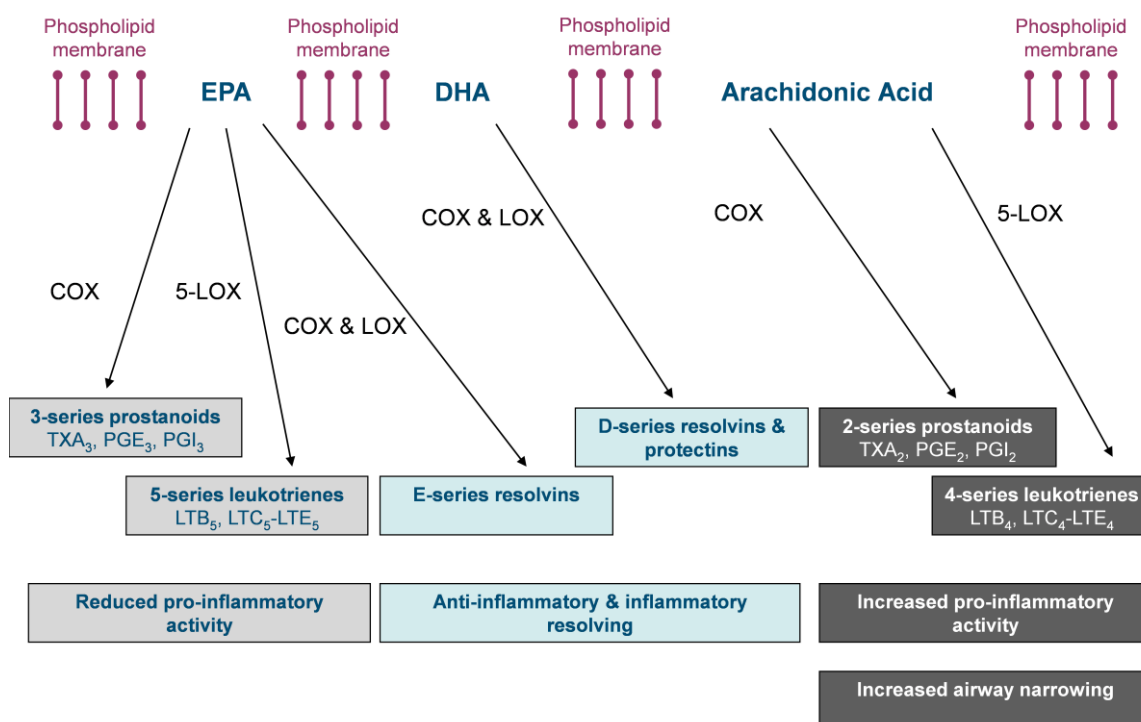 Phospholipid
membrane
Phospholipid
membrane
Phospholipid
membrane
Phospholipid
membrane
EPA
DHA
Arachidonic Acid
COX
5-LOX
COX & LOX
COX & LOX
COX
5-LOX
3-series prostanoids
TXA₃, PGE₃, PGI₃
5-series leukotrienes
LTB₅, LTC₅-LTE₅
E-series resolvins
D-series resolvins &
protectins
2-series prostanoids
TXA₂, PGE₂, PGI₂
4-series leukotrienes
LTB₄, LTC₄-LTE₄
Reduced pro-inflammatory
activity
Anti-inflammatory & inflammatory
resolving
Increased pro-inflammatory
activity
Increased airway narrowing